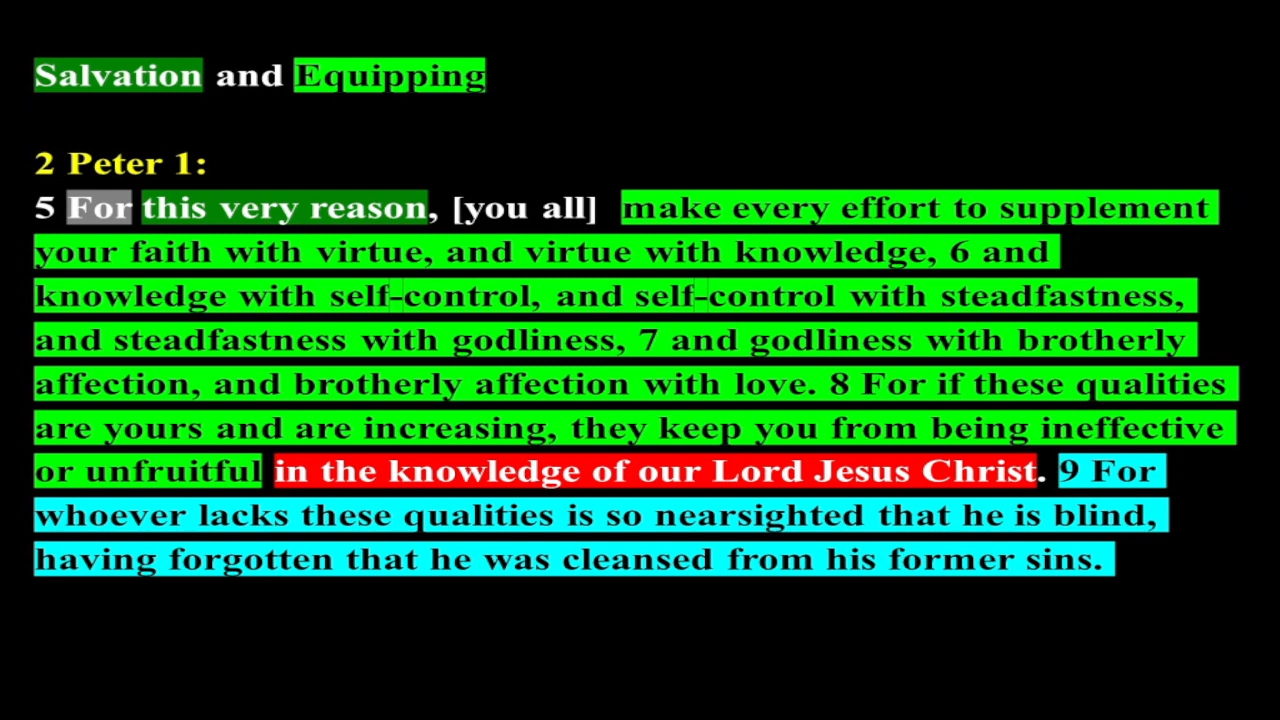 Salvation and Equipping
2 Peter 1:
5 For this very reason, [you all] make every effort to supplement
your faith with virtue, and virtue with knowledge, 6 and
knowledge with self-control, and self-control with steadfastness,
and steadfastness with godliness, 7 and godliness with brotherly
affection, and brotherly affection with love. 8 For if these qualities
are yours and are increasing, they keep you from being ineffective
or unfruitful in the knowledge of our Lord Jesus Christ. 9 For
whoever lacks these qualities is so nearsighted that he is blind,
having forgotten that he was cleansed from his former sins.